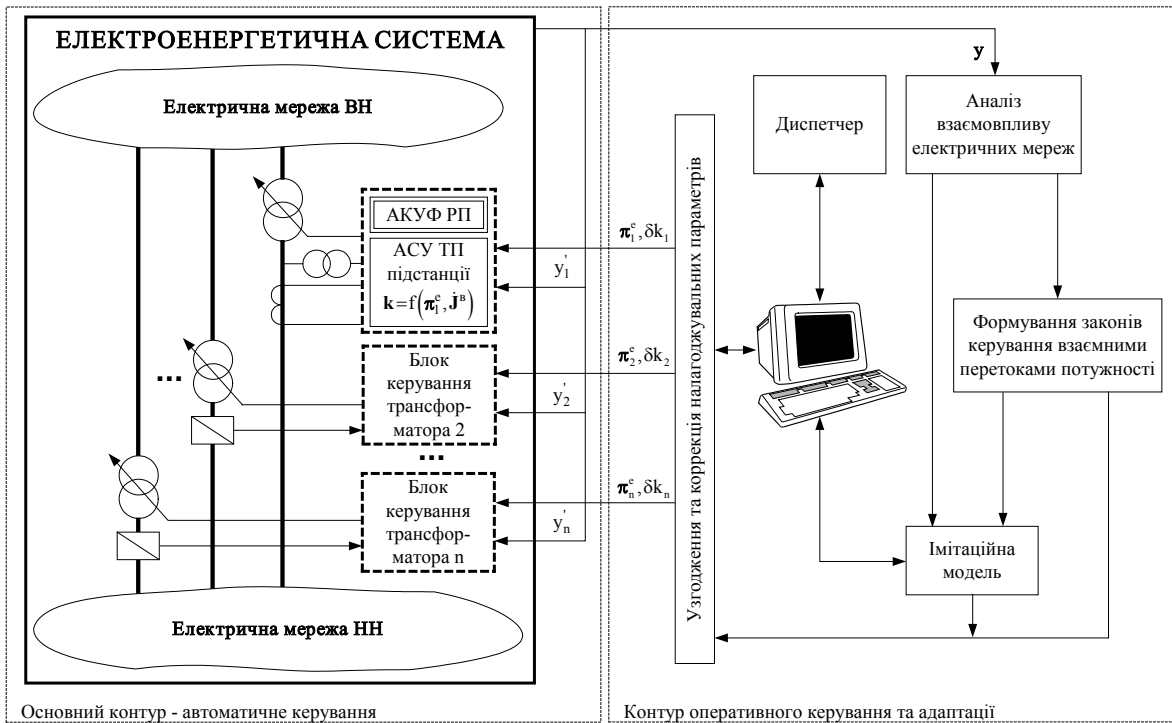 ЕЛЕКТРОЕНЕРГЕТИЧНА СИСТЕМА
Електрична мережа ВН
АКУФ РП
АСУ ТП
підстанції
k=f(π₁ᵉ, J̇ᴮ)
Блок
керування
трансфор-
матора 2
...
...
Блок
керування
трансфор-
матора n
Електрична мережа НН
Основний контур - автоматичне керування
π₁ᵉ,δk₁
y₁'
π₂ᵉ,δk₂
y₂'
πₙᵉ,δkₙ
yₙ'
Узгодження та коррекція налагоджувальних параметрів
Диспетчер
y
Аналіз
взаємовпливу
електричних мереж
Формування законів
керування взаємними
перетоками потужності
Імітаційна
модель
Контур оперативного керування та адаптації